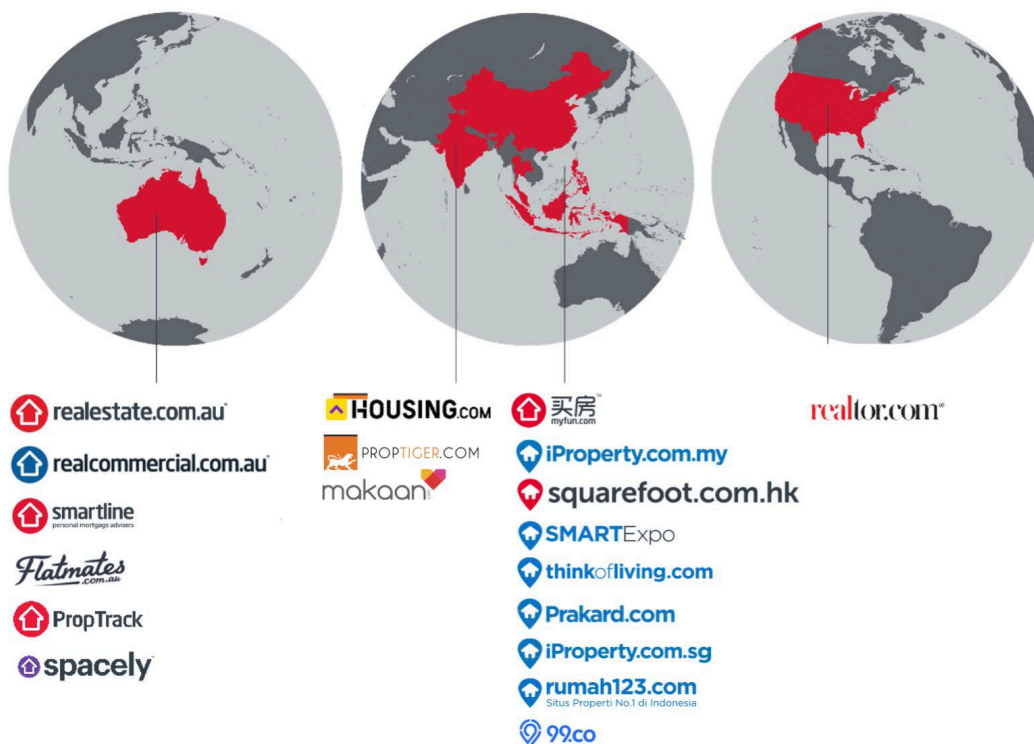 realestate.com.au
realcommercial.com.au
smartline
personal mortgage advisers
Flatmates
.com.au
PropTrack
spacely
HOUSING.COM
PROPTIGER.COM
makaan
买房
myfun.com
iProperty.com.my
squarefoot.com.hk
SMARTExpo
thinkofliving.com
Prakard.com
iProperty.com.sg
rumah123.com
Situs Properti No.1 di Indonesia
99.co
realtor.com